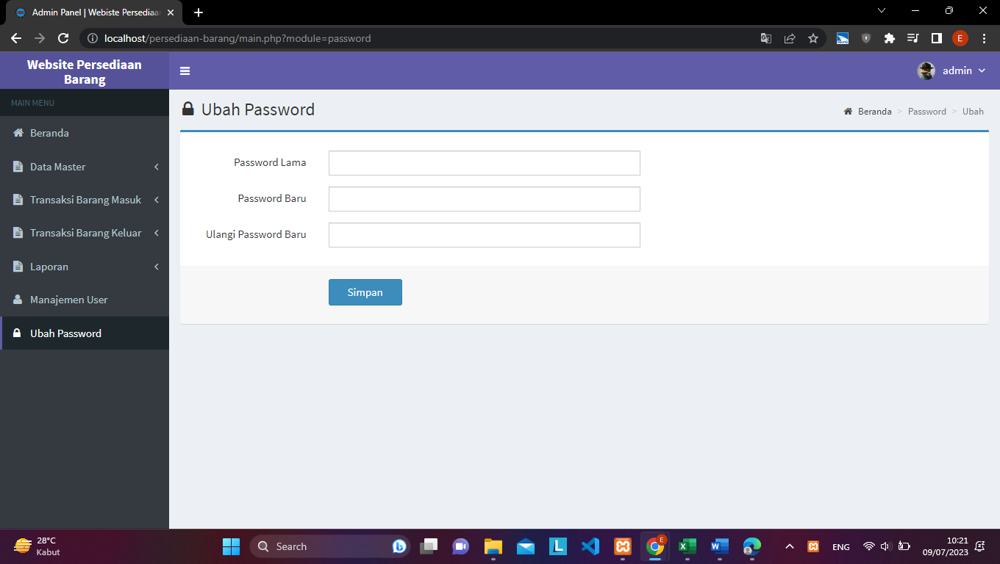 Admin Panel | Webiste Persediaan
localhost/persediaan-barang/main.php?module=password
E
Website Persediaan
Barang
admin
MAIN MENU
Beranda
Data Master
Transaksi Barang Masuk
Transaksi Barang Keluar
Laporan
Manajemen User
Ubah Password
Ubah Password
Beranda > Password > Ubah
Password Lama
Password Baru
Ulangi Password Baru
Simpan
28°C
Kabut
Search
E
ENG
10:21
09/07/2023